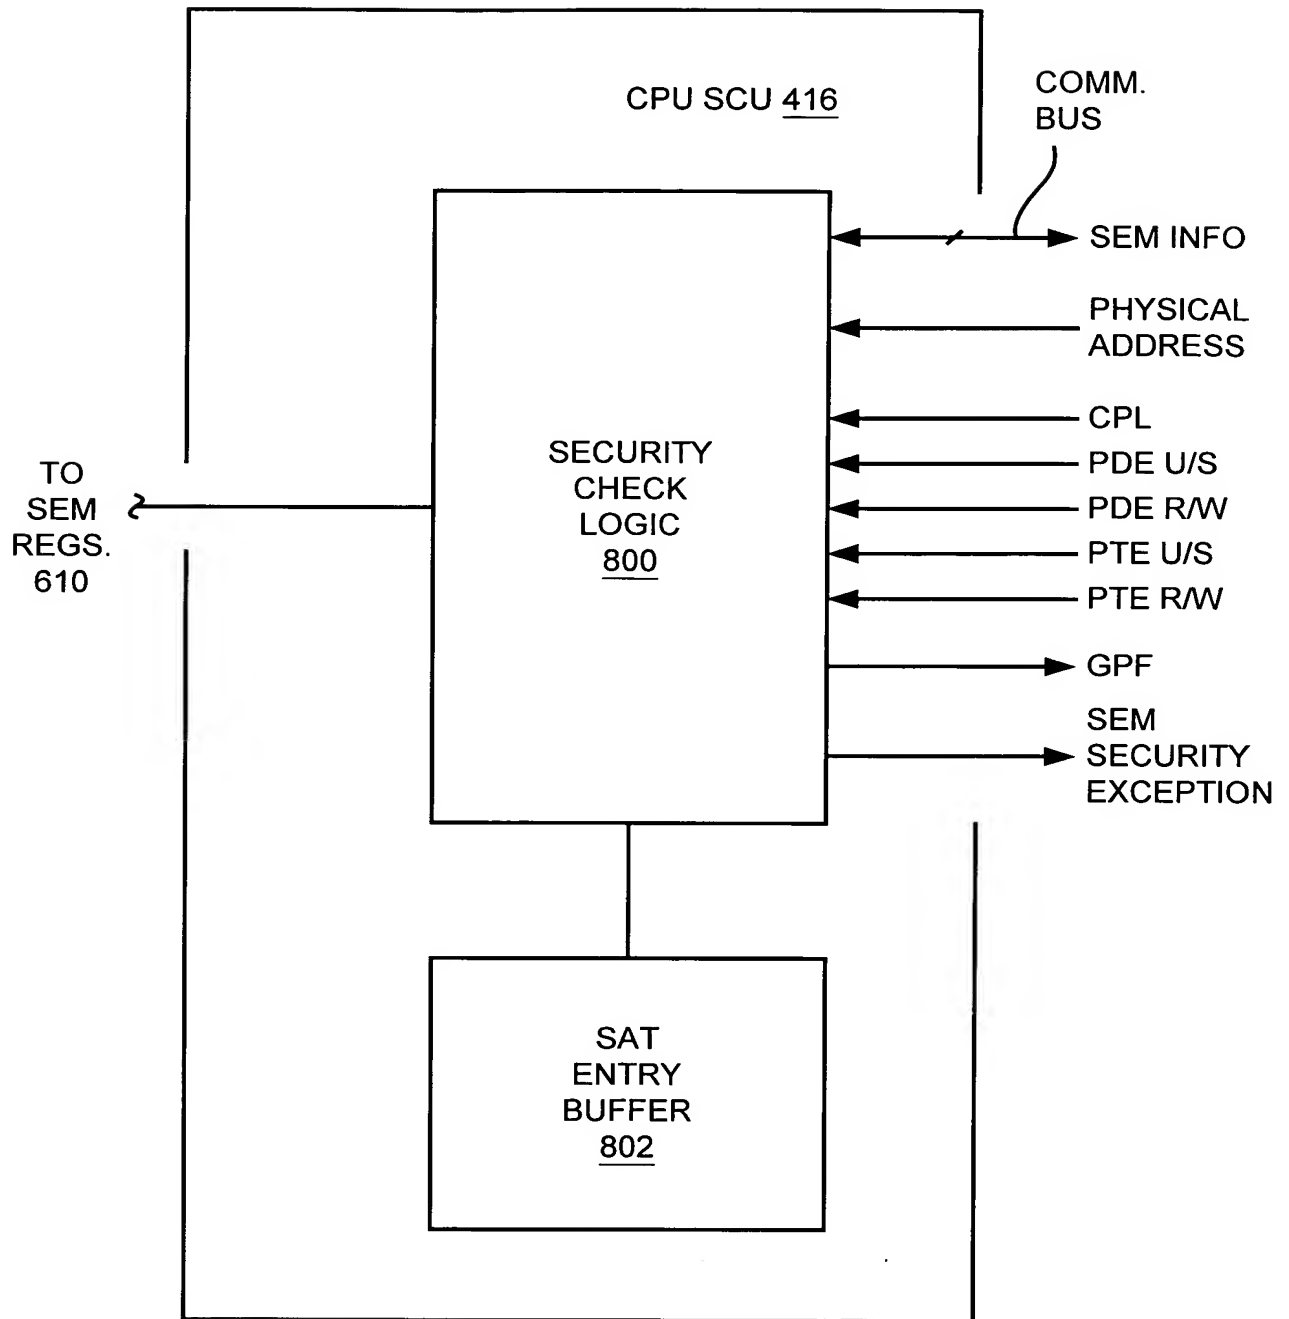 CPU SCU 416
COMM.
BUS
SEM INFO
PHYSICAL
ADDRESS
CPL
PDE U/S
PDE R/W
PTE U/S
PTE R/W
GPF
SEM
SECURITY
EXCEPTION
SECURITY
CHECK
LOGIC
800
TO
SEM
REGS.
610
SAT
ENTRY
BUFFER
802